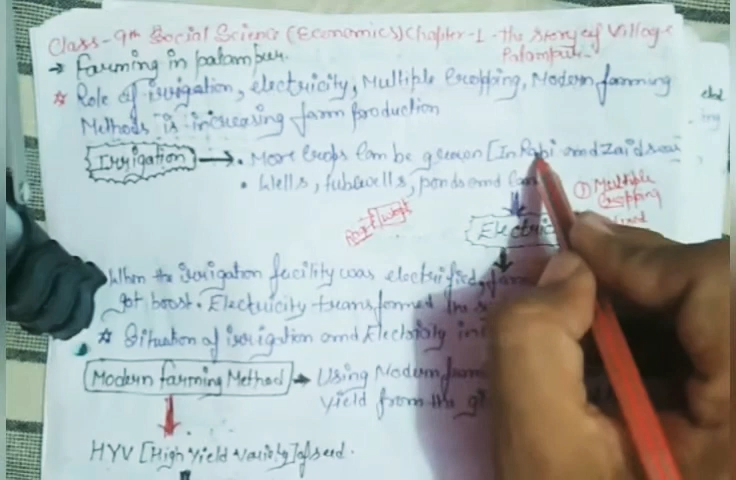 Class-9th Social Science (Economics) Chapter-1 - the story of Village
Palampur.
→ Farming in palampur.
☆ Role of irrigation, electricity, Multiple Cropping, Modern farming
Methods is increasing farm production
Irrigation → • More crops can be grown [In Rabi and Zaid
• Wells, tubewells, ponds and
① Multiple
Cropping
Electric
When the irrigation facility was electrified,
got boost. Electricity transformed the
☆ Situation of irrigation and Electricity in
Modern farming Method → Using Modern
yield from the
HYV [High Yield Variety] of seed.